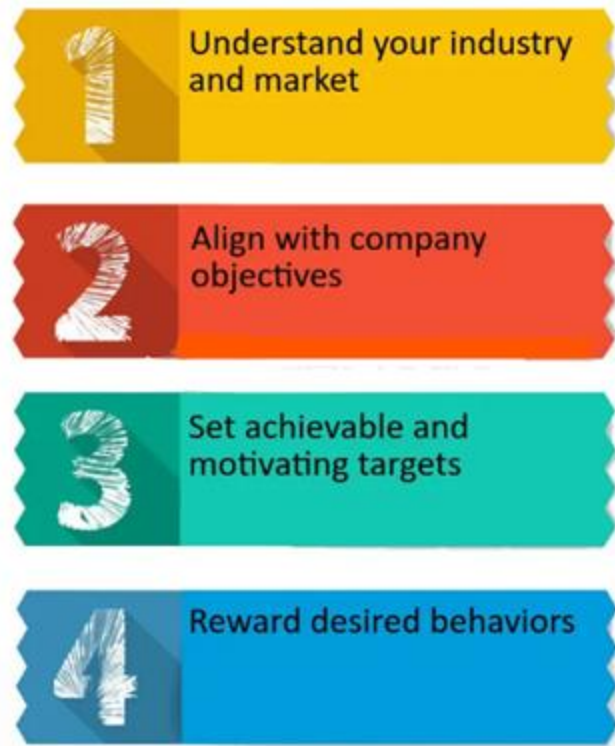 1
Understand your industry
and market
2
Align with company
objectives
3
Set achievable and
motivating targets
4
Reward desired behaviors